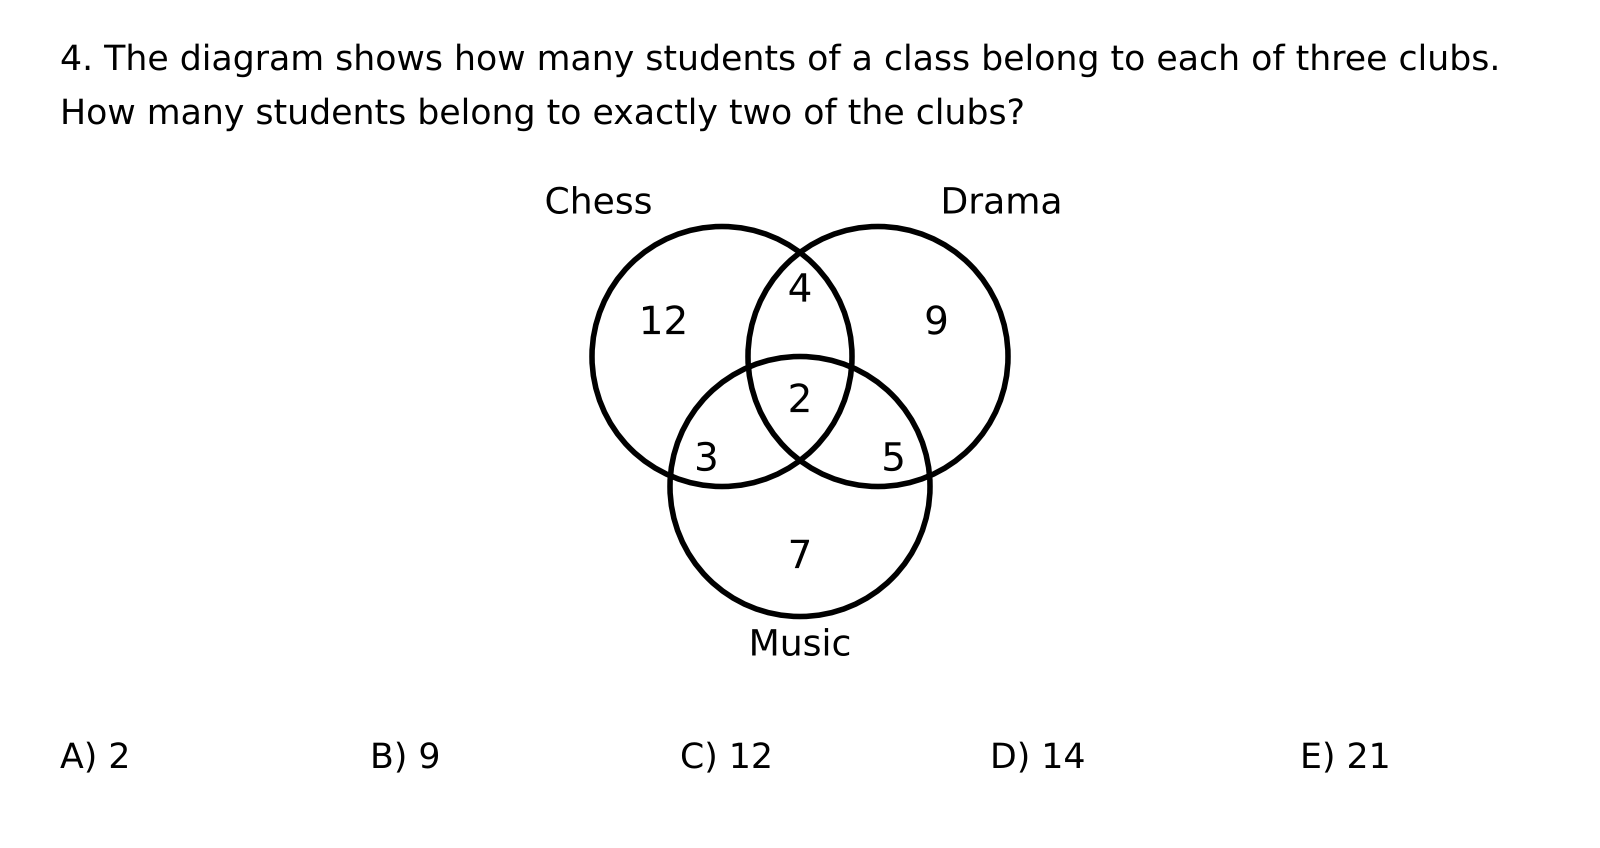 4. The diagram shows how many students of a class belong to each of three clubs.
How many students belong to exactly two of the clubs?
Chess Drama
4
12 9
2
3 5
7
Music
A) 2 B) 9 C) 12 D) 14 E) 21